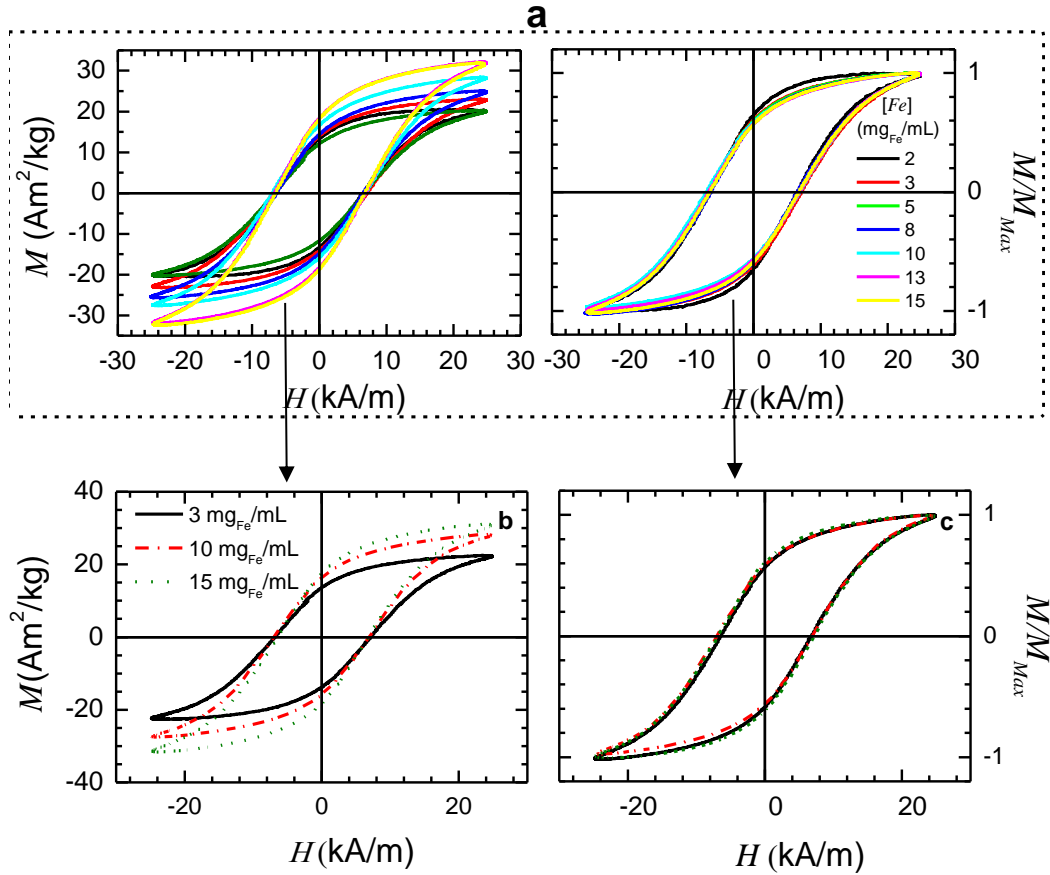 a
30
20
10
0
-10
-20
-30
M (Am²/kg)
-30 -20 -10 0 10 20 30
H (kA/m)
[Fe]
(mg_Fe/mL)
2
3
5
8
10
13
15
1
0
-1
M/M_Max
-30 -20 -10 0 10 20 30
H (kA/m)
40
20
0
-20
-40
M(Am²/kg)
3 mg_Fe/mL
10 mg_Fe/mL
15 mg_Fe/mL
b
-20 0 20
H (kA/m)
c
1
0
-1
M/M_Max
-20 0 20
H (kA/m)